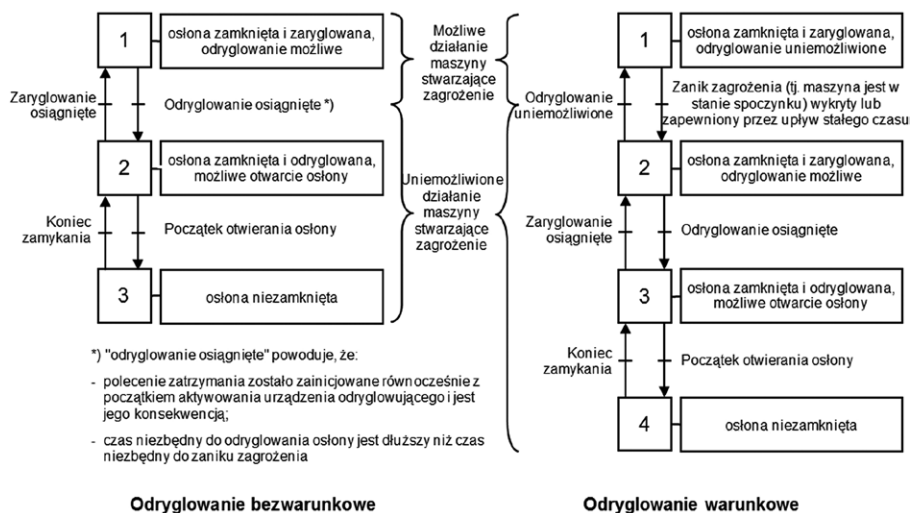 1
osłona zamknięta i zaryglowana,
odryglowanie możliwe
Zaryglowanie
osiągnięte
Odryglowanie osiągnięte *)
2
osłona zamknięta i odryglowana,
możliwe otwarcie osłony
Koniec
zamykania
Początek otwierania osłony
3
osłona niezamknięta
*) "odryglowanie osiągnięte" powoduje, że:
- polecenie zatrzymania zostało zainicjowane równocześnie z
początkiem aktywowania urządzenia odryglowującego i jest
jego konsekwencją;
- czas niezbędny do odryglowania osłony jest dłuższy niż czas
niezbędny do zaniku zagrożenia
Odryglowanie bezwarunkowe
Możliwe
działanie
maszyny
stwarzające
zagrożenie
Uniemożliwione
działanie
maszyny
stwarzające
zagrożenie
1
osłona zamknięta i zaryglowana,
odryglowanie uniemożliwione
Odryglowanie
uniemożliwione
Zanik zagrożenia (tj. maszyna jest w
stanie spoczynku) wykryty lub
zapewniony przez upływ stałego czasu
2
osłona zamknięta i zaryglowana,
odryglowanie możliwe
Zaryglowanie
osiągnięte
Odryglowanie osiągnięte
3
osłona zamknięta i odryglowana,
możliwe otwarcie osłony
Koniec
zamykania
Początek otwierania osłony
4
osłona niezamknięta
Odryglowanie warunkowe